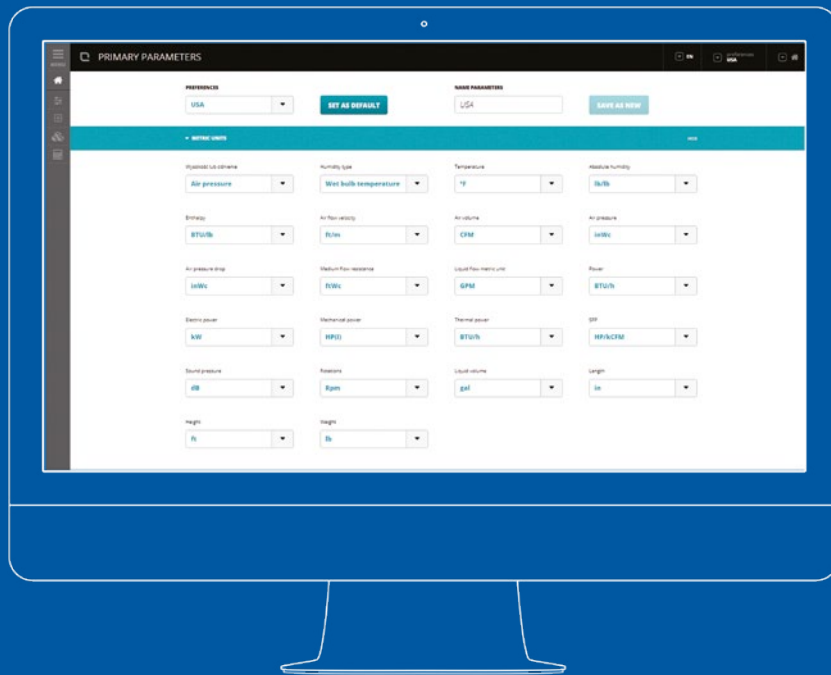 MENU
PRIMARY PARAMETERS
EN
preferences
USA
PREFERENCES
NAME PARAMETERS
USA
SET AS DEFAULT
USA
SAVE AS NEW
METRIC UNITS
HIDE
Humidity type
Temperature
Absolute humidity
Air pressure
Wet bulb temperature
°F
lb/lb
Enthalpy
Air flow velocity
Air volume
Air pressure
BTU/lb
ft/m
CFM
inWc
Air pressure drop
Medium flow resistance
Liquid flow metric unit
Power
inWc
ftWc
GPM
BTU/h
Electric power
Mechanical power
Thermal power
SFP
kW
HP(I)
BTU/h
HP/kCFM
Sound pressure
Rotations
Liquid volume
Length
dB
Rpm
gal
in
Height
Weight
ft
lb